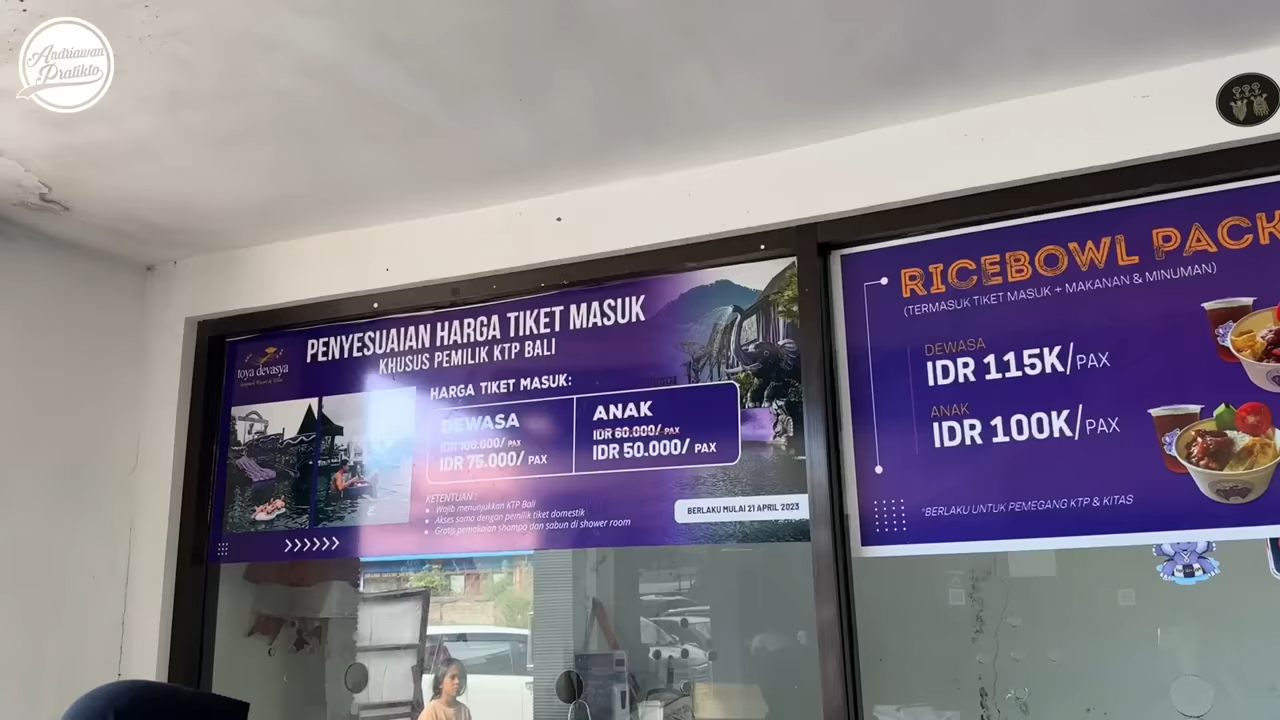 Andriawan
Pratikto
toya devasya
PENYESUAIAN HARGA TIKET MASUK
KHUSUS PEMILIK KTP BALI
HARGA TIKET MASUK:
DEWASA
IDR 100.000/ PAX
IDR 75.000/ PAX
ANAK
IDR 60.000/ PAX
IDR 50.000/ PAX
KETENTUAN :
• Wajib menunjukkan KTP Bali
• Akses sama dengan pemilik tiket domestik
• Gratis pemakaian shampo dan sabun di shower room
BERLAKU MULAI 21 APRIL 2023
RICEBOWL PACK
(TERMASUK TIKET MASUK + MAKANAN & MINUMAN)
DEWASA
IDR 115K/PAX
ANAK
IDR 100K/PAX
*BERLAKU UNTUK PEMEGANG KTP & KITAS